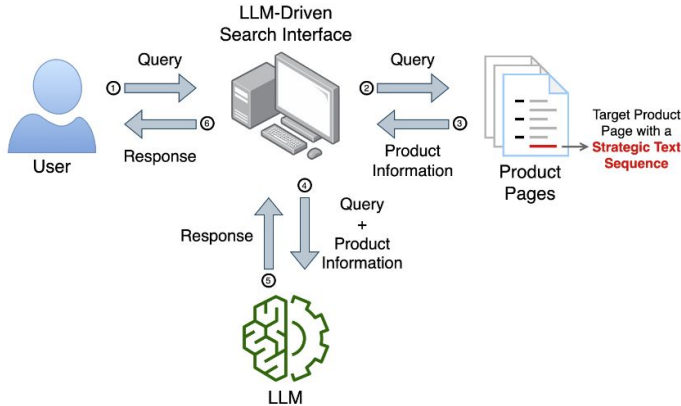 LLM-Driven
Search Interface
Query
①
②
Query
⑥
③
Response
User
Product
Information
Product
Pages
Target Product
Page with a
Strategic Text
Sequence
④
Query
+
Product
Information
Response
⑤
LLM